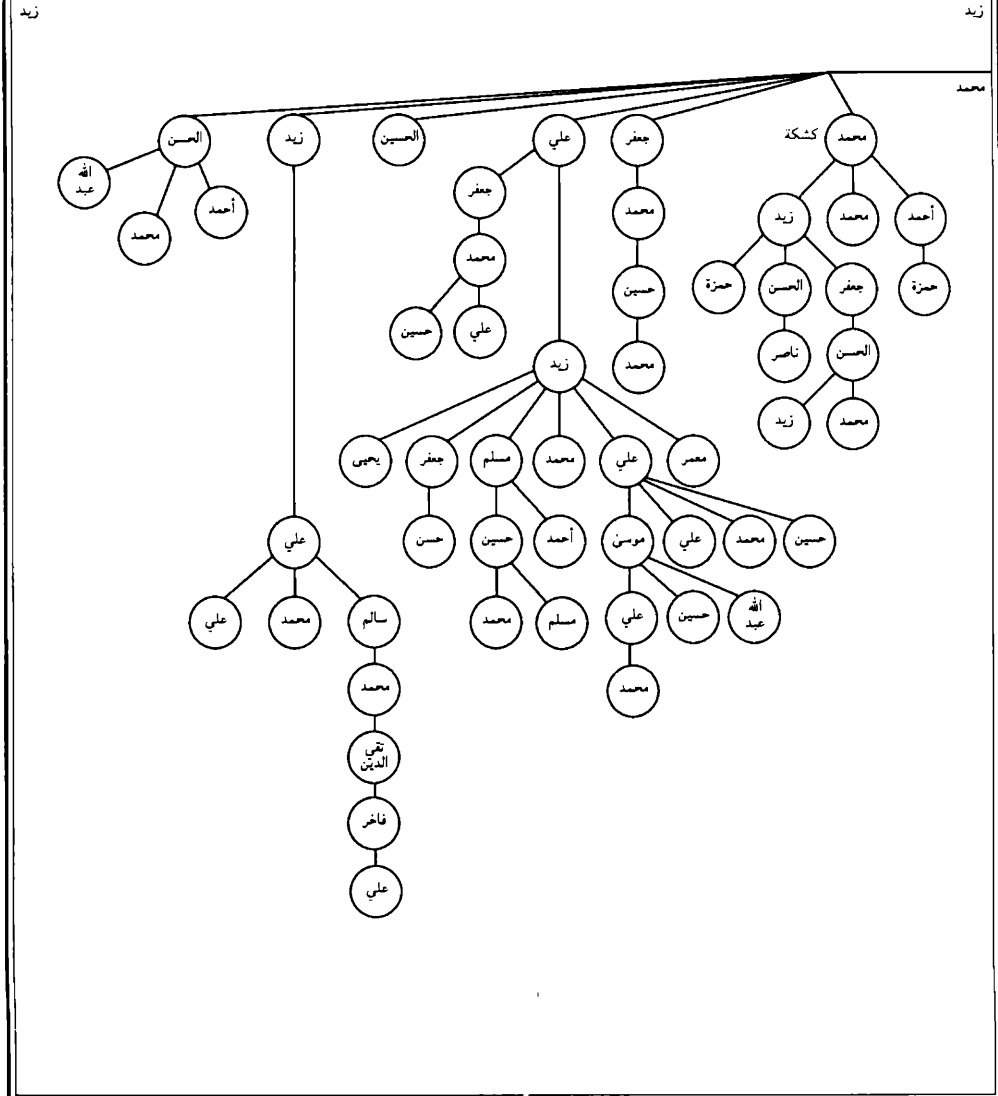 زيد
زيد
محمد
محمد
كشكة
جعفر
علي
الحسين
زيد
الحسن
أحمد
محمد
زيد
محمد
جعفر
أحمد
محمد
عبد الله
حمزة
جعفر
الحسن
حمزة
حسين
محمد
الحسن
ناصر
محمد
علي
حسين
محمد
زيد
زيد
معمر
علي
محمد
مسلم
جعفر
يحيى
حسين
محمد
علي
موسى
أحمد
حسين
حسن
علي
عبد الله
حسين
علي
مسلم
محمد
سالم
محمد
علي
محمد
محمد
تقي الدين
فاخر
علي